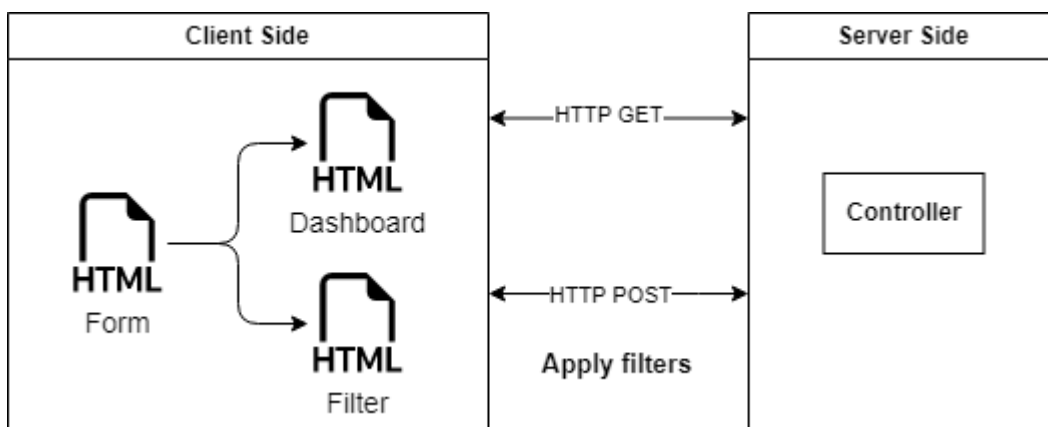 Client Side
Server Side
HTML
Dashboard
HTML
Form
HTML
Filter
HTTP GET
HTTP POST
Apply filters
Controller